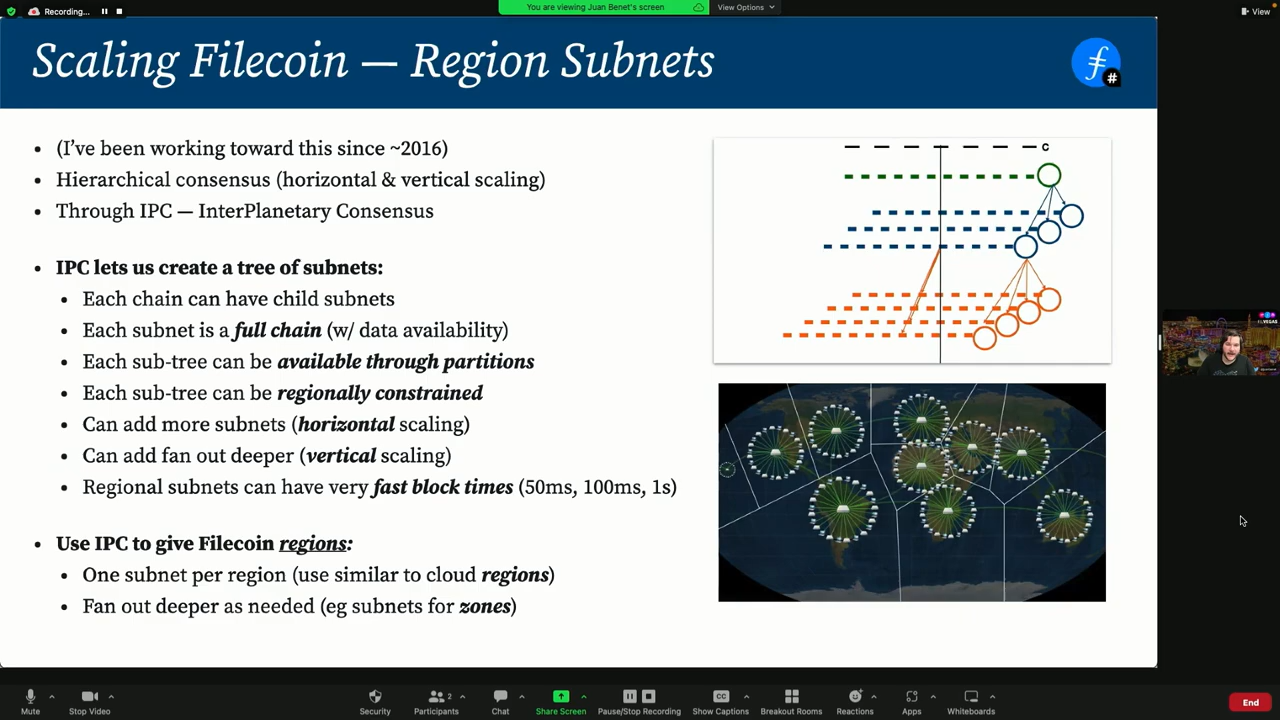 Recording...
You are viewing Juan Benet's screen
View Options
View
Scaling Filecoin — Region Subnets
(I've been working toward this since ~2016)
Hierarchical consensus (horizontal & vertical scaling)
Through IPC — InterPlanetary Consensus
IPC lets us create a tree of subnets:
Each chain can have child subnets
Each subnet is a full chain (w/ data availability)
Each sub-tree can be available through partitions
Each sub-tree can be regionally constrained
Can add more subnets (horizontal scaling)
Can add fan out deeper (vertical scaling)
Regional subnets can have very fast block times (50ms, 100ms, 1s)
Use IPC to give Filecoin regions:
One subnet per region (use similar to cloud regions)
Fan out deeper as needed (eg subnets for zones)
C
#
Mute
Stop Video
Security
Participants
2
Chat
Share Screen
Pause/Stop Recording
CC
Show Captions
Breakout Rooms
Reactions
Apps
Whiteboards
End